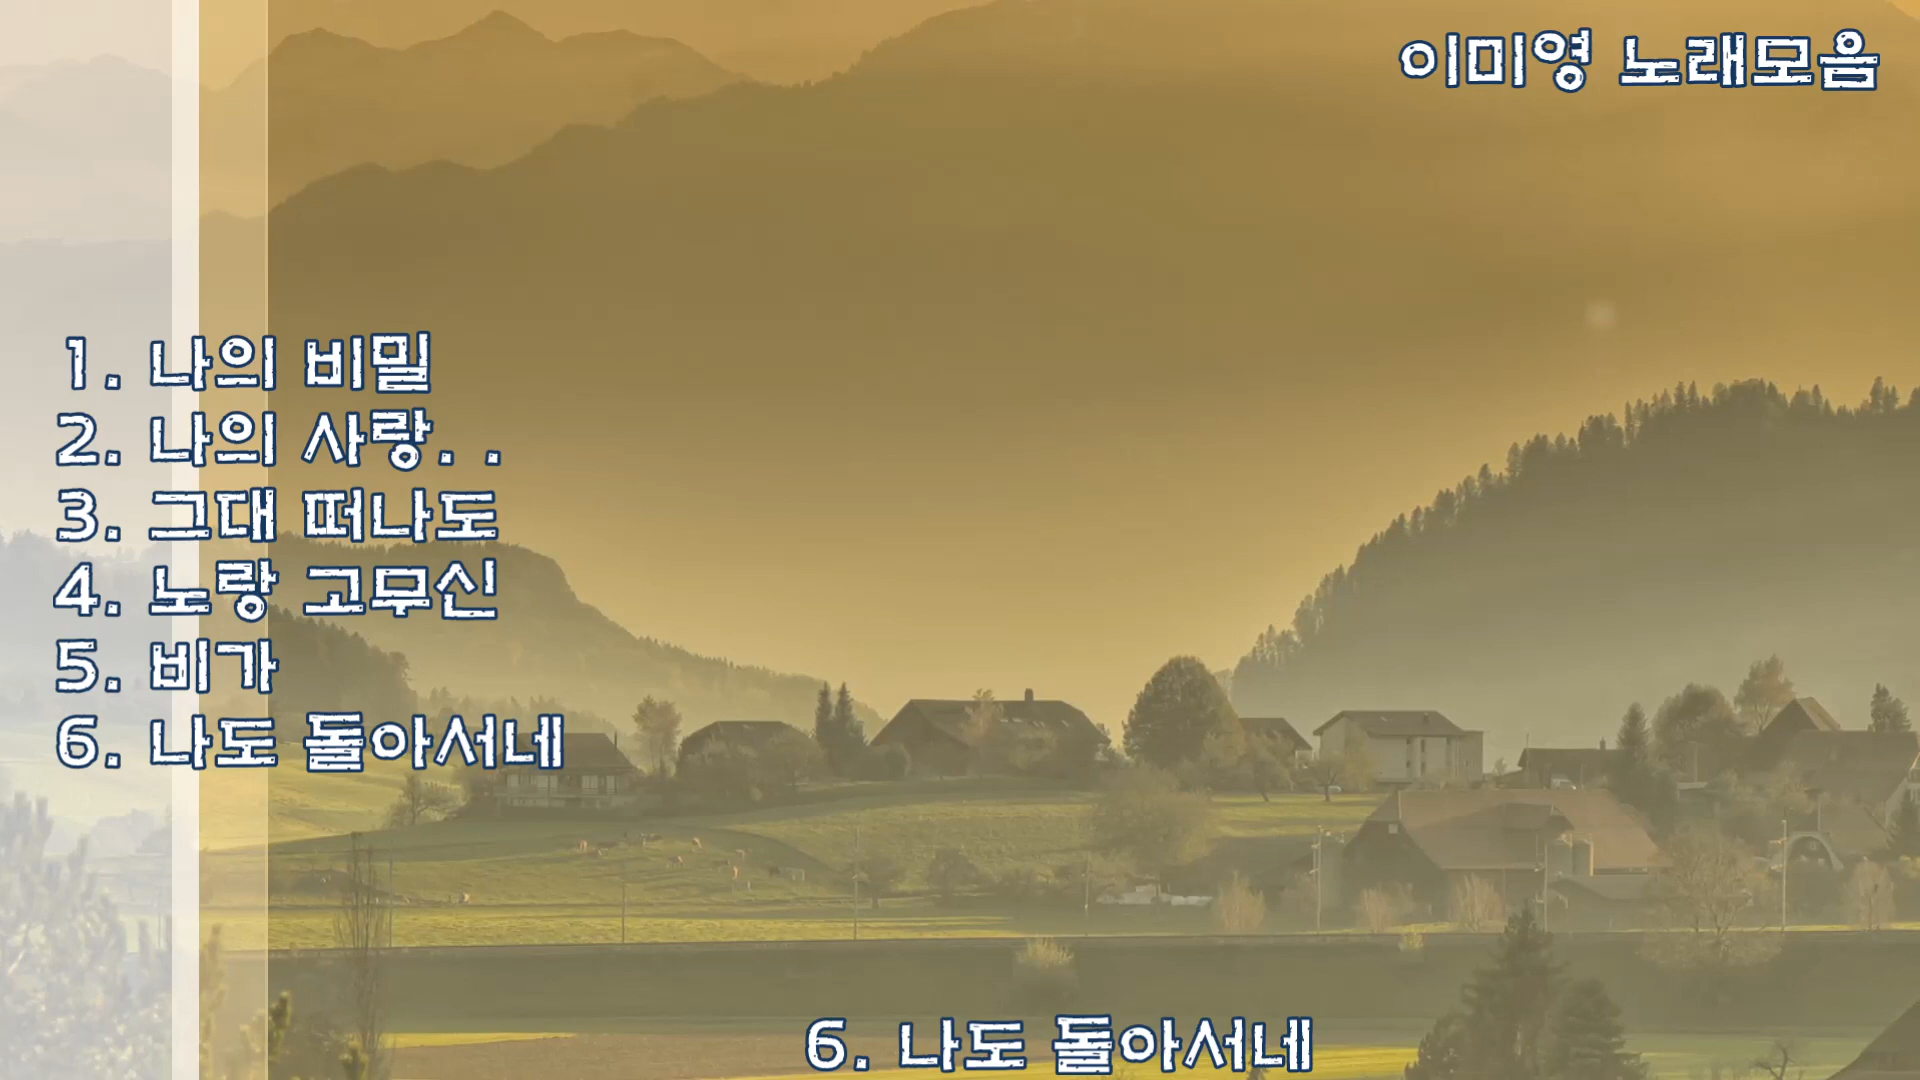 이미영 노래모음
1. 나의 비밀
2. 나의 사랑. .
3. 그대 떠나도
4. 노랑 고무신
5. 비가
6. 나도 돌아서네
6. 나도 돌아서네